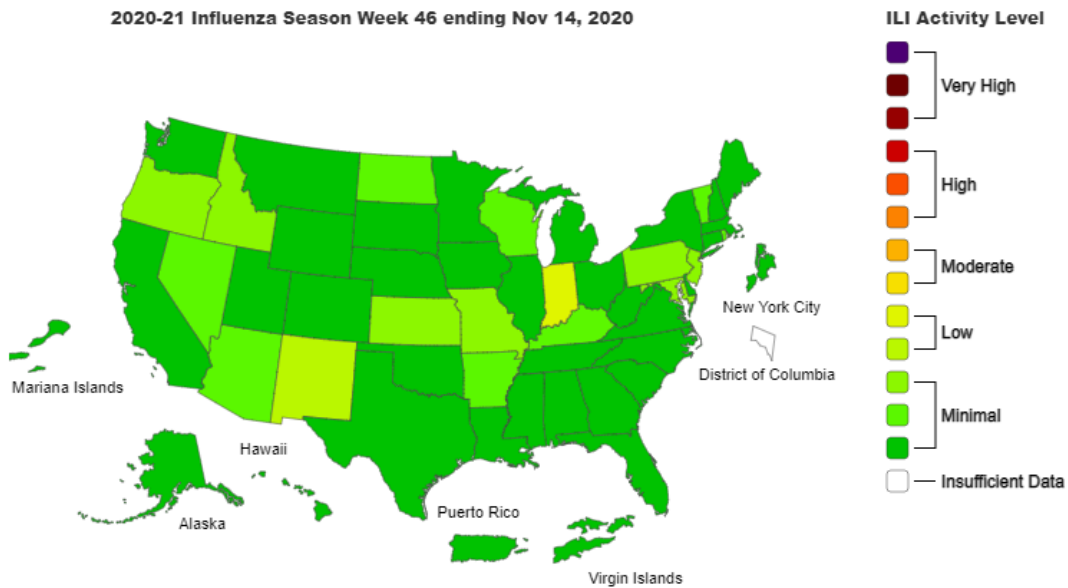 2020-21 Influenza Season Week 46 ending Nov 14, 2020
ILI Activity Level
Very High
High
Moderate
Low
Minimal
Insufficient Data
New York City
District of Columbia
Mariana Islands
Hawaii
Alaska
Puerto Rico
Virgin Islands